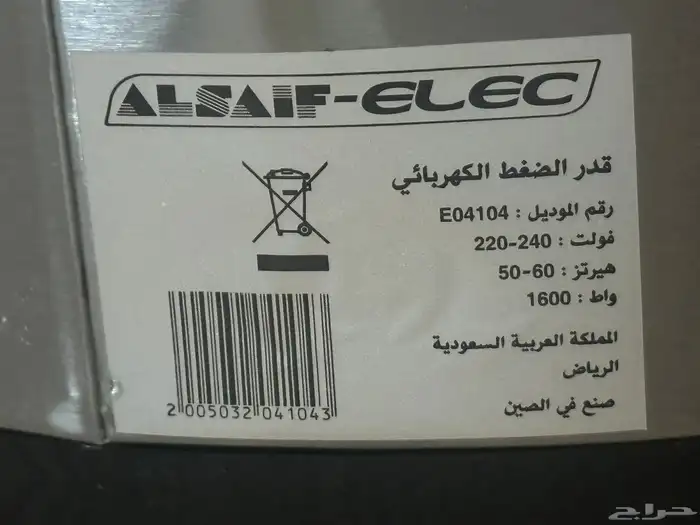 ALSAIF-ELEC
قدر الضغط الكهربائي
رقم الموديل : E04104
فولت : 220-240
هيرتز : 50-60
واط : 1600
المملكة العربية السعودية
الرياض
صنع في الصين
2 005032 041043
حراج